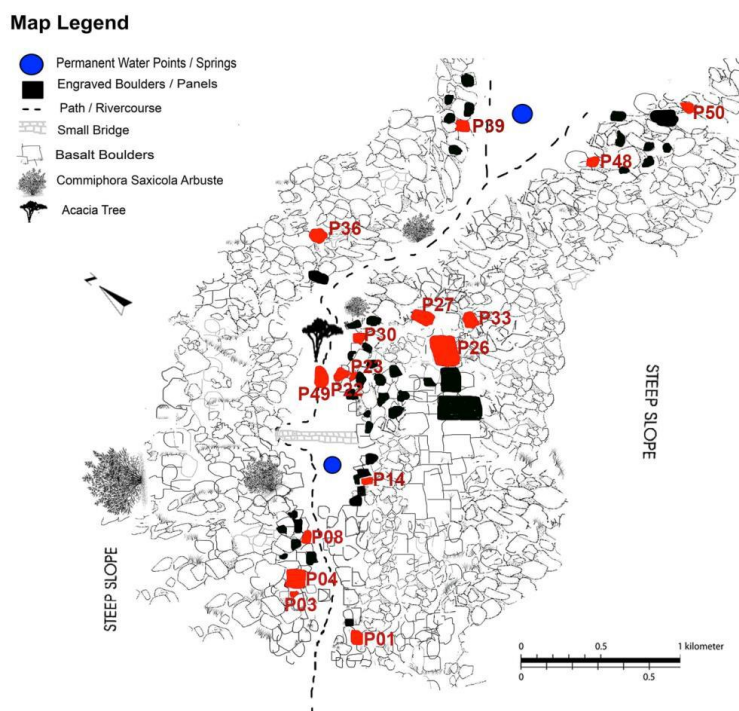 Map Legend
Permanent Water Points / Springs
Engraved Boulders / Panels
Path / Rivercourse
Small Bridge
Basalt Boulders
Commiphora Saxicola Arbuste
Acacia Tree
N
P50
P39
P48
P36
P27
P33
P30
P26
P23
P22
P49
P14
P08
P04
P03
P01
STEEP SLOPE
STEEP SLOPE
0 0.5 1 kilometer
0 0.5